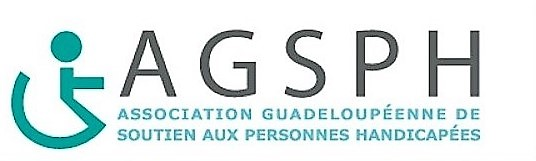 AGSPH
ASSOCIATION GUADELOUPÉENNE DE
SOUTIEN AUX PERSONNES HANDICAPÉES